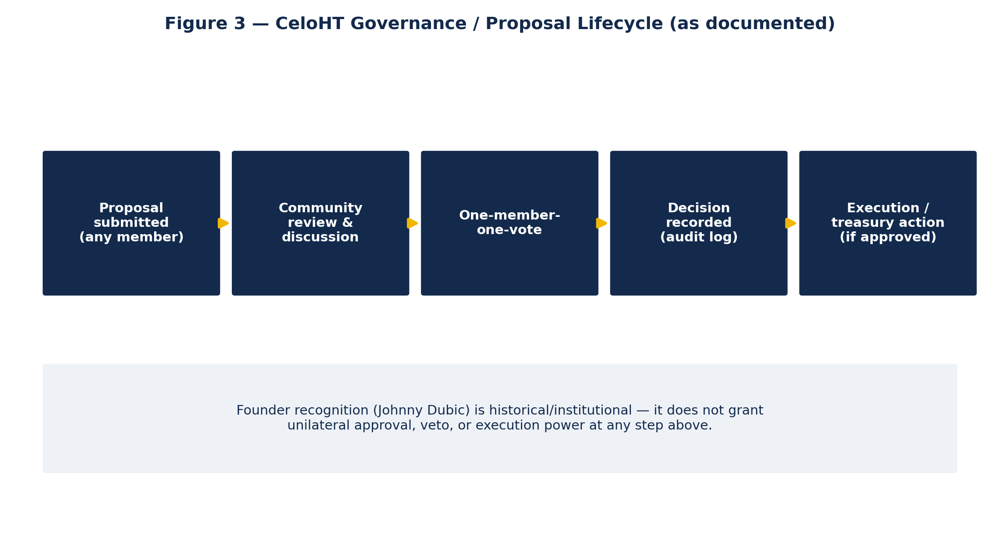 Figure 3 — CeloHT Governance / Proposal Lifecycle (as documented)
Proposal
submitted
(any member)
Community
review &
discussion
One-member-
one-vote
Decision
recorded
(audit log)
Execution /
treasury action
(if approved)
Founder recognition (Johnny Dubic) is historical/institutional — it does not grant
unilateral approval, veto, or execution power at any step above.